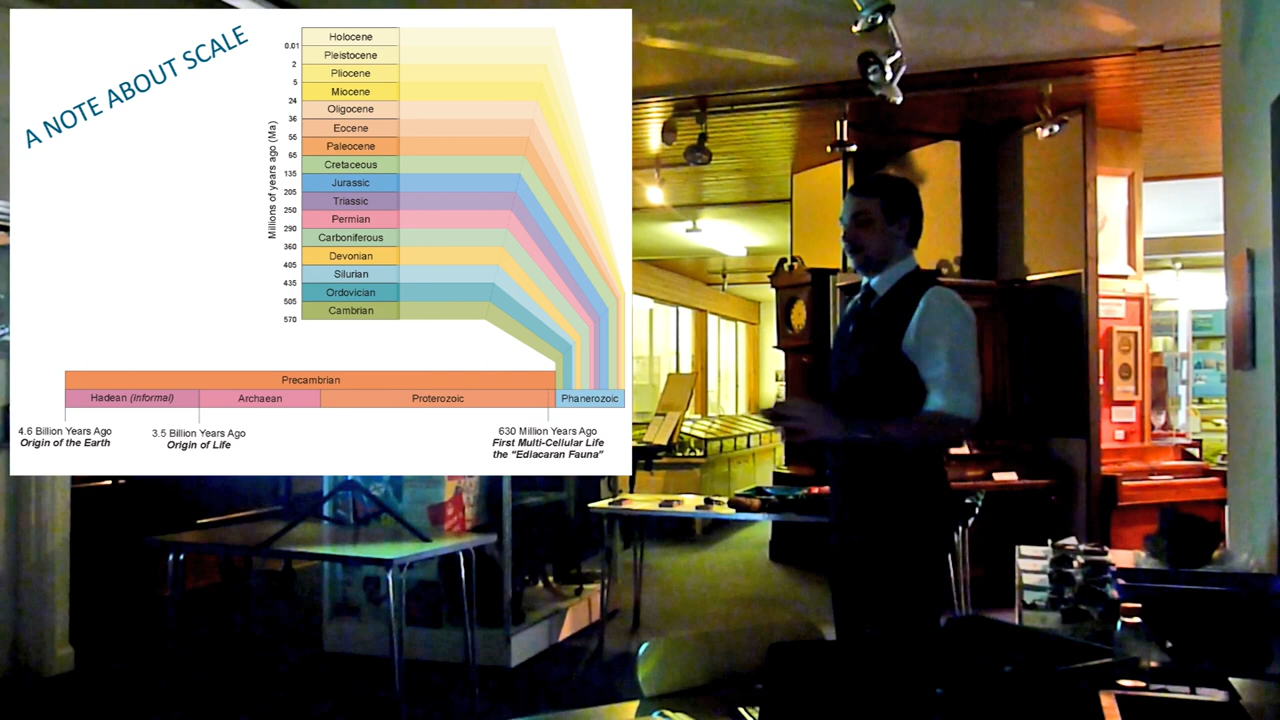 A NOTE ABOUT SCALE
Millions of years ago (Ma)
Holocene
0.01
Pleistocene
2
Pliocene
5
Miocene
24
Oligocene
36
Eocene
55
Paleocene
65
Cretaceous
135
Jurassic
205
Triassic
250
Permian
290
Carboniferous
360
Devonian
405
Silurian
435
Ordovician
505
Cambrian
570
Precambrian
Hadean (informal) Archaean Proterozoic Phanerozoic
4.6 Billion Years Ago
Origin of the Earth
3.5 Billion Years Ago
Origin of Life
630 Million Years Ago
First Multi-Cellular Life
the “Ediacaran Fauna”